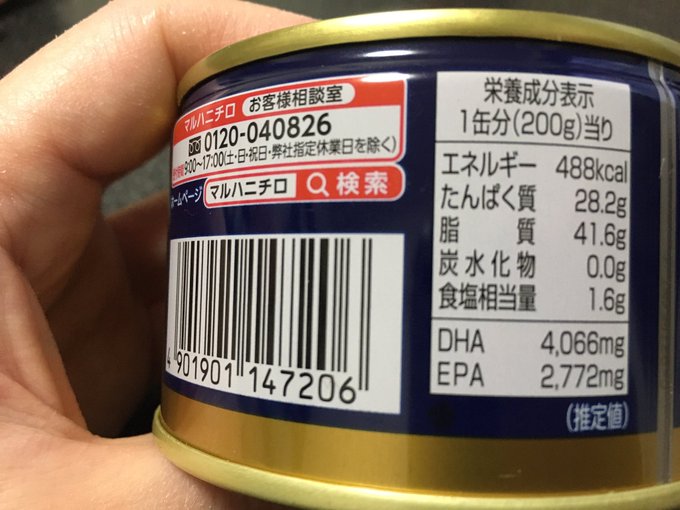 マルハニチロ お客様相談室
0120-040826
9:00〜17:00(土・日・祝日・弊社指定休業日を除く)
ホームページ マルハニチロ 検索
4 901901 147206
栄養成分表示
1缶分(200g)当り
エネルギー 488kcal
たんぱく質 28.2g
脂質 41.6g
炭水化物 0.0g
食塩相当量 1.6g
DHA 4,066mg
EPA 2,772mg
(推定値)